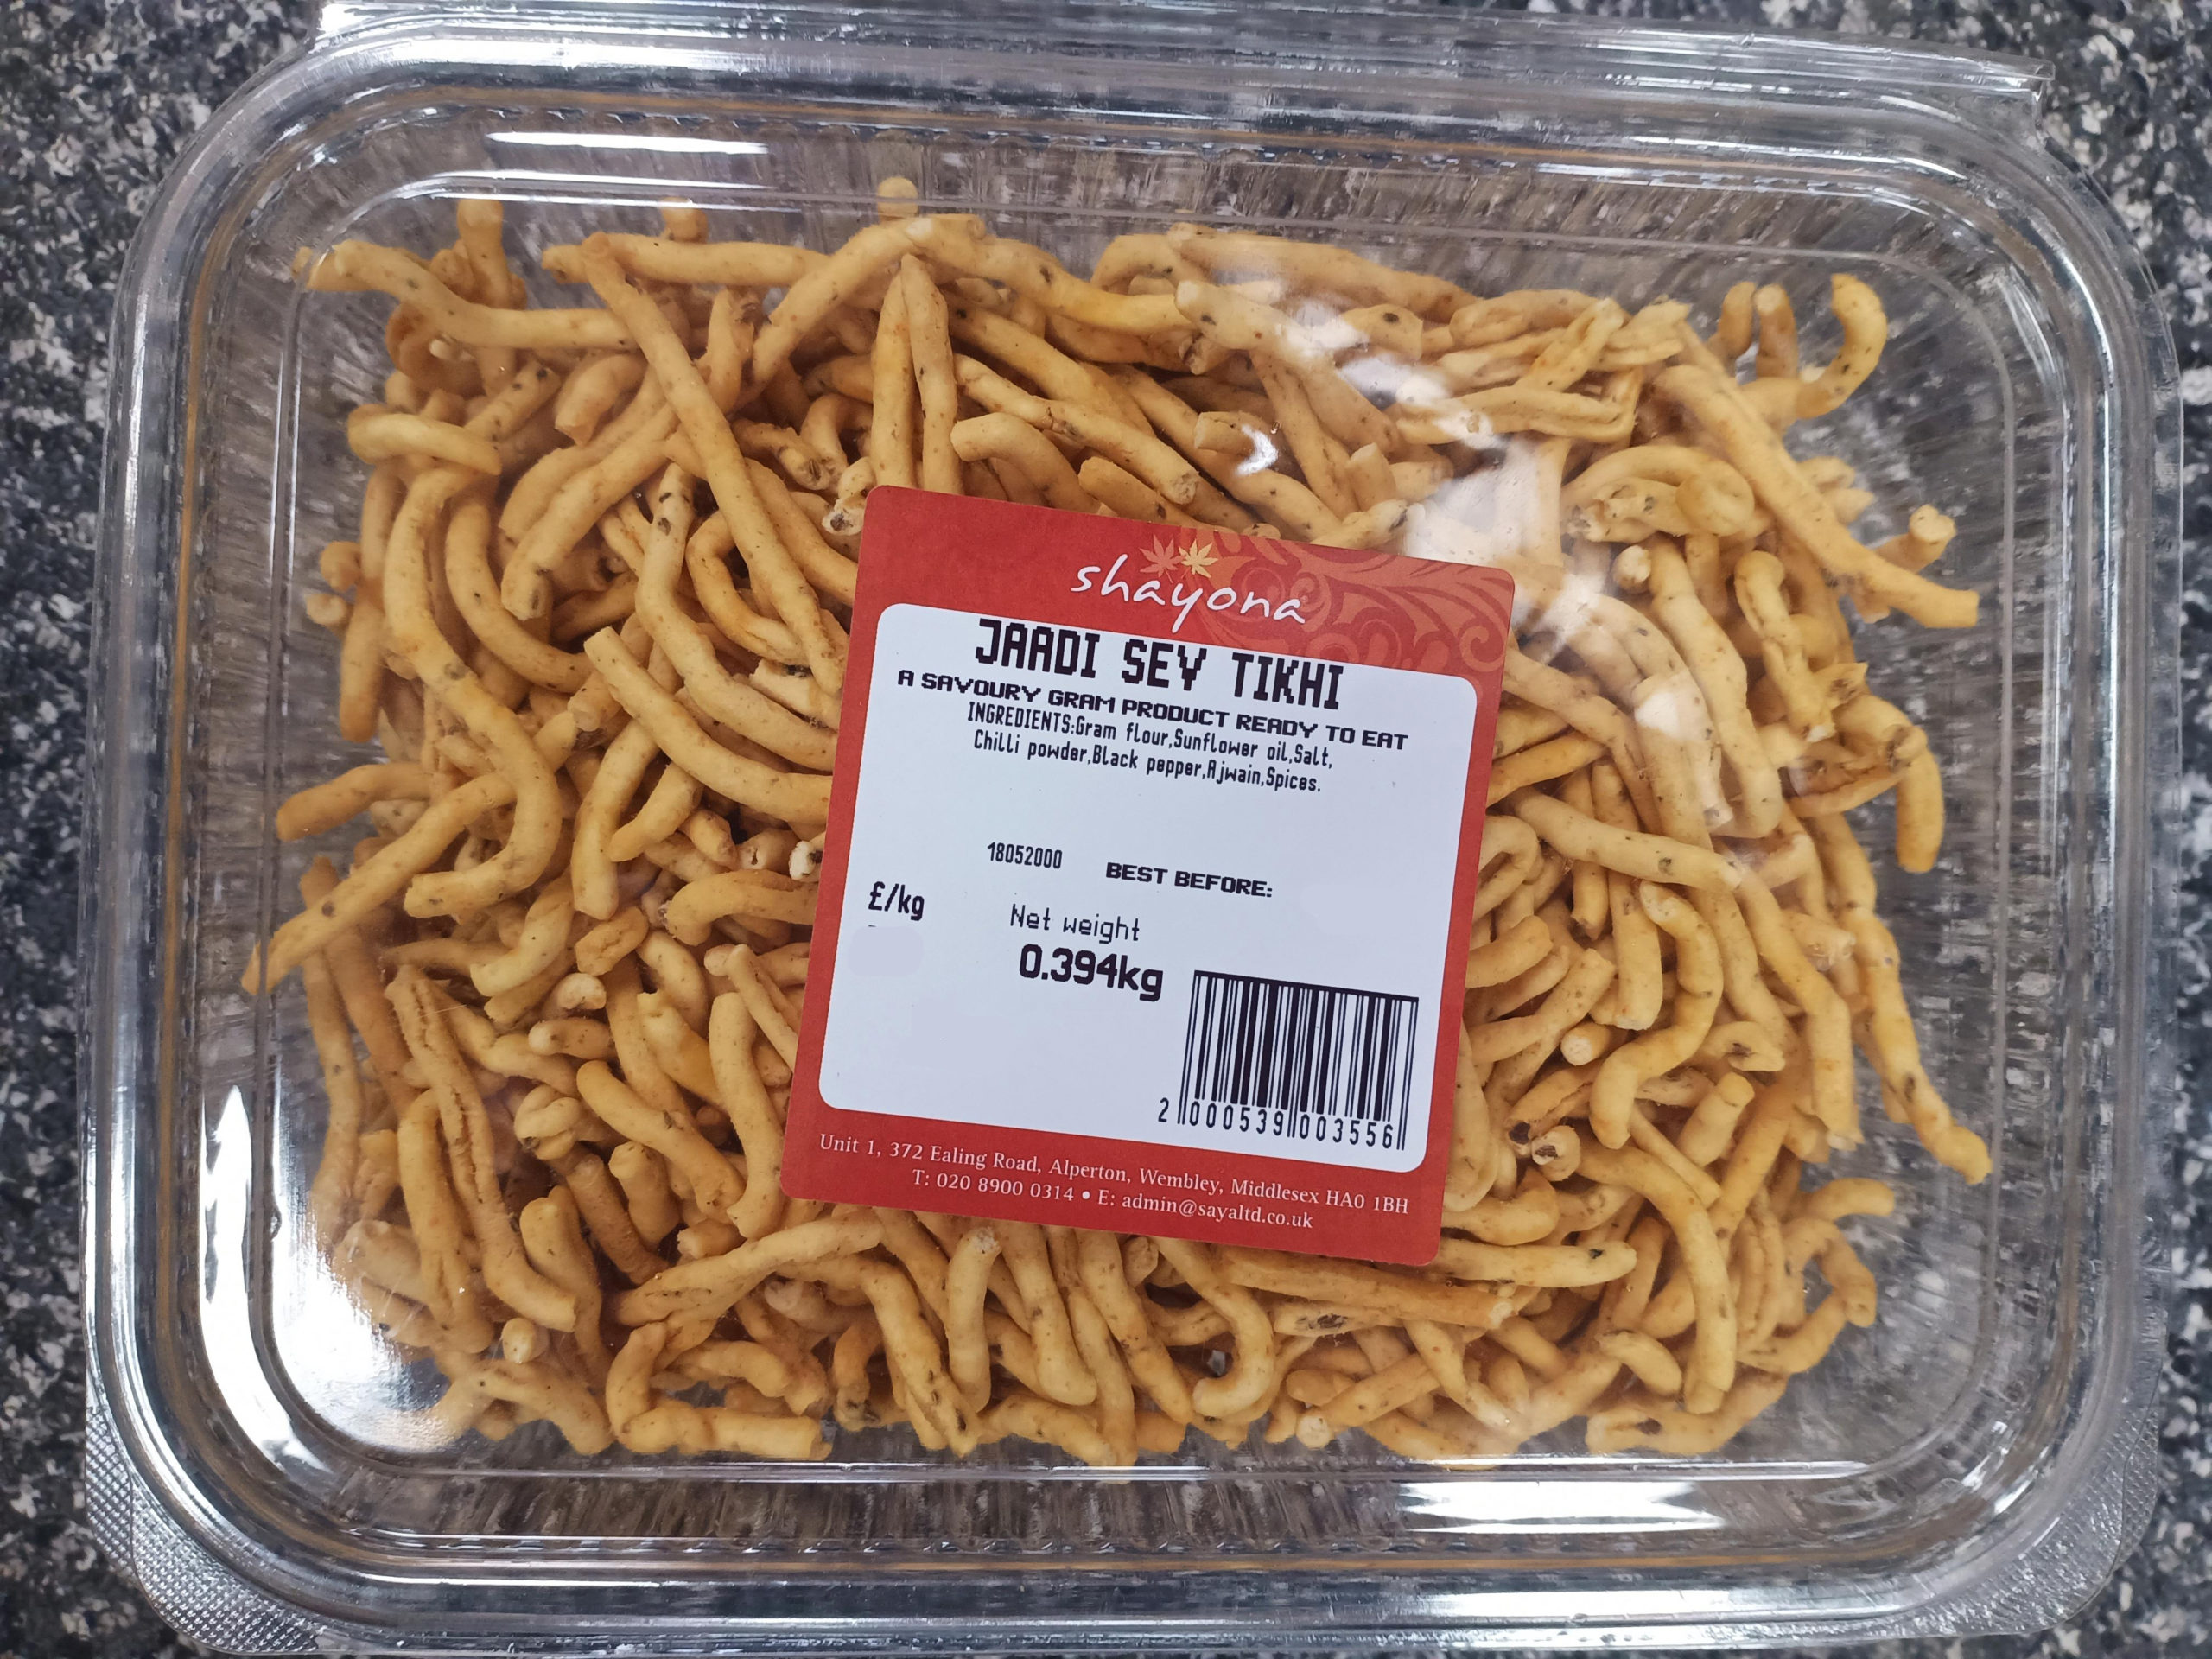 shayona
JAADI SEV TIKHI
A SAVOURY GRAM PRODUCT READY TO EAT
INGREDIENTS:Gram flour,Sunflower oil,Salt,
Chilli powder,Black pepper,Ajwain,Spices.
18052000 BEST BEFORE:
£/kg Net weight
0.394kg
2 000539 003556
Unit 1, 372 Ealing Road, Alperton, Wembley, Middlesex HA0 1BH
T: 020 8900 0314 • E: admin@sayaltd.co.uk